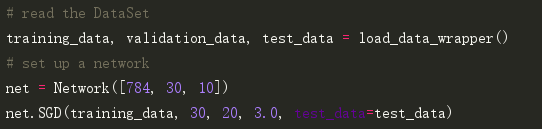 # read the DataSet
training_data, validation_data, test_data = load_data_wrapper()
# set up a network
net = Network([784, 30, 10])
net.SGD(training_data, 30, 20, 3.0, test_data=test_data)